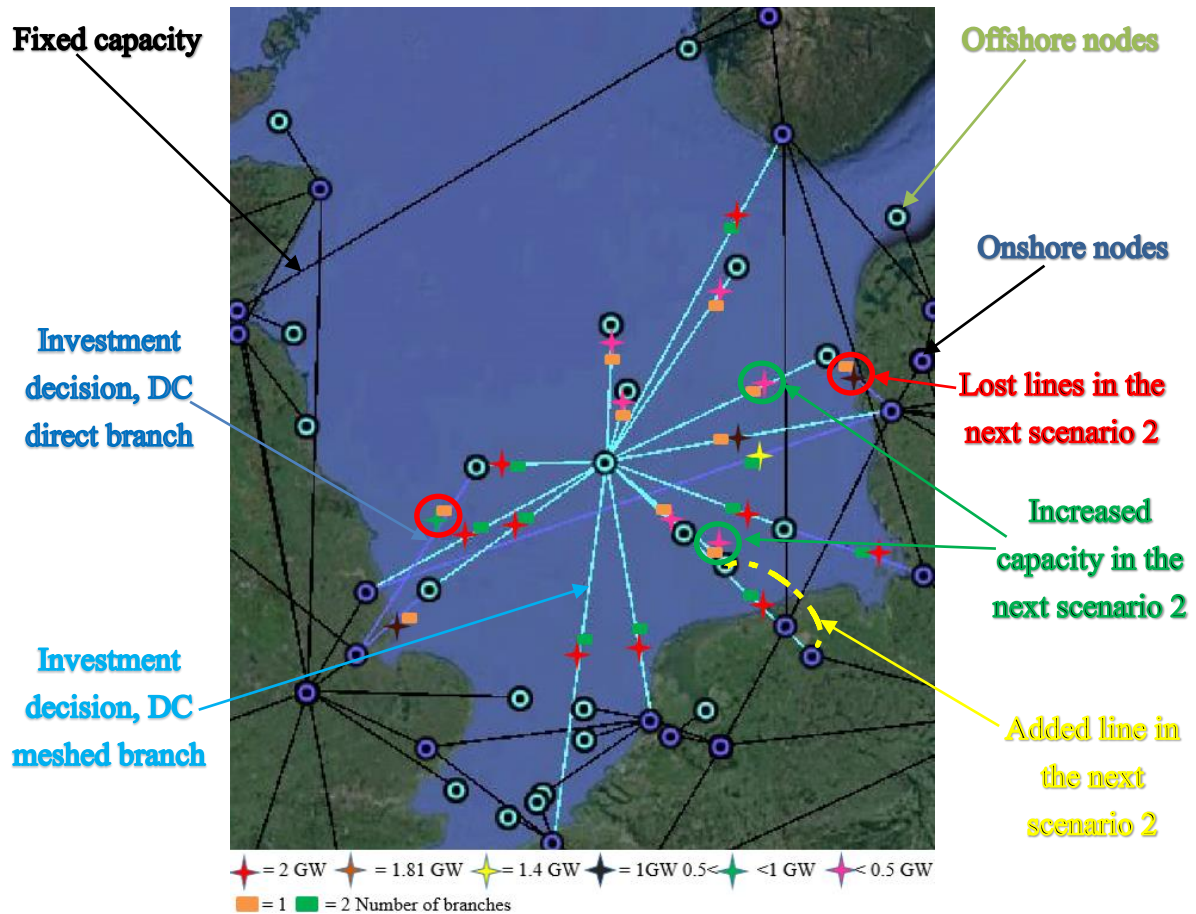 Fixed capacity
Offshore nodes
Onshore nodes
Investment
decision, DC
direct branch
Lost lines in the
next scenario 2
Increased
capacity in the
next scenario 2
Investment
decision, DC
meshed branch
Added line in
the next
scenario 2
= 2 GW = 1.81 GW = 1.4 GW = 1GW 0.5< <1 GW < 0.5 GW
= 1 = 2 Number of branches